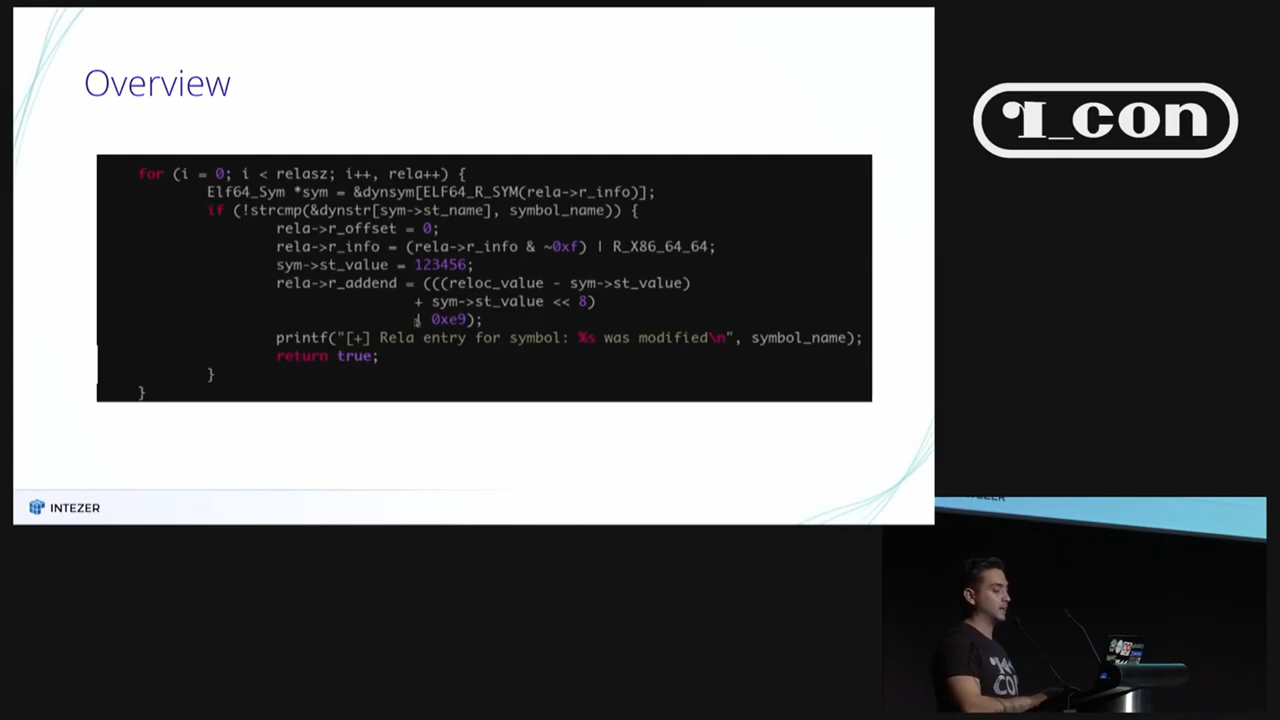 Overview
for (i = 0; i < relasz; i++, rela++) {
Elf64_Sym *sym = &dynsym[ELF64_R_SYM(rela->r_info)];
if (!strcmp(&dynstr[sym->st_name], symbol_name)) {
rela->r_offset = 0;
rela->r_info = (rela->r_info & ~0xf) | R_X86_64_64;
sym->st_value = 123456;
rela->r_addend = (((reloc_value - sym->st_value)
+ sym->st_value << 8)
| 0xe9);
printf("[+] Rela entry for symbol: %s was modified\n", symbol_name);
return true;
}
}
INTEZER
r_con
INTEZER